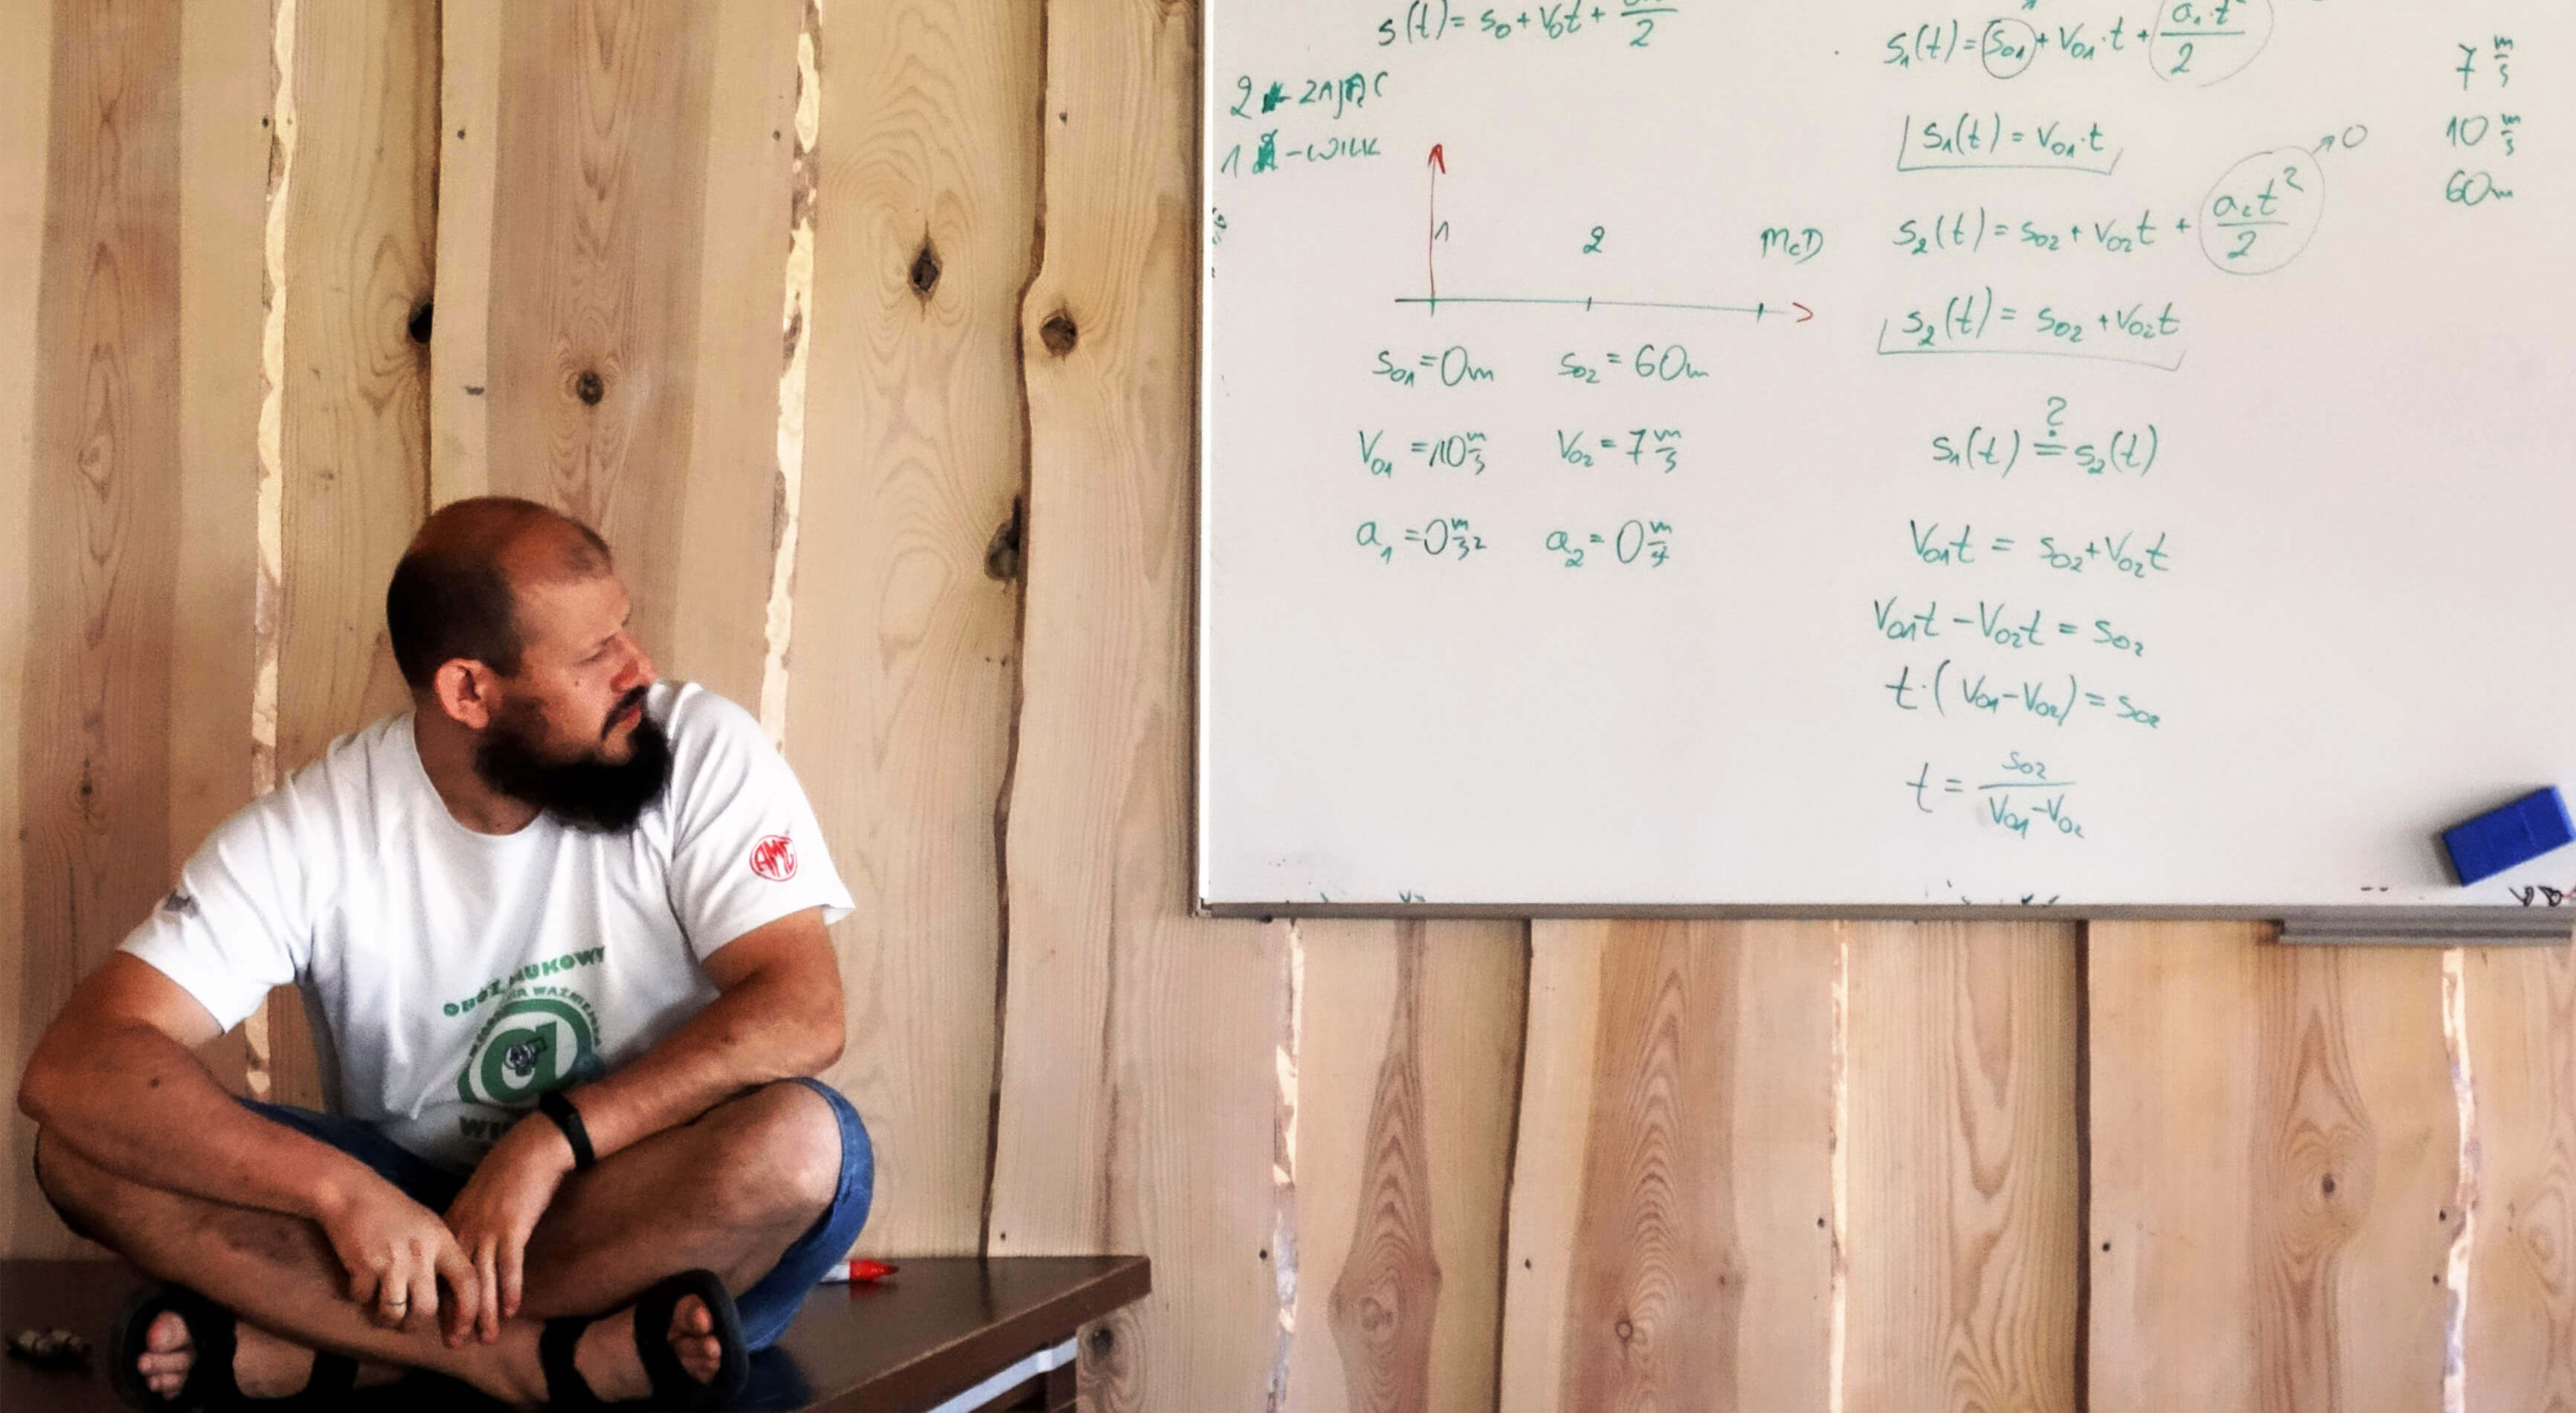 s(t) = s0 + v0t + /2
2 - ZAJĄC
1 - WILK
1 2 McD
s01 = 0m s02 = 60m
V01 = 10 m/s V02 = 7 m/s
a1 = 0 m/s2 a2 = 0 m/s
s1(t) = s01 + V01·t + a1·t2/2
s1(t) = V01·t
s2(t) = s02 + V02t + a2t2/2 → 0
s2(t) = s02 + V02t
s1(t) ?= s2(t)
V01t = s02 + V02t
V01t - V02t = s02
t·(V01 - V02) = s02
t = s02/V01-V02
7 m/s
10 m/s
60m
AMC
OBÓZ NAUKOWY
a